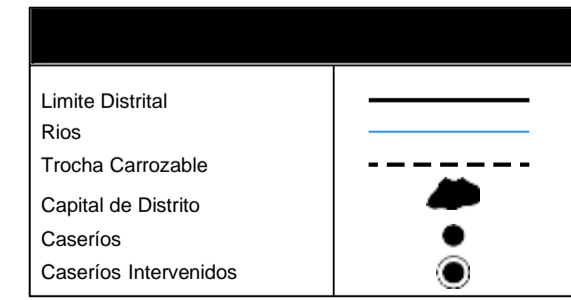 Limite Distrital
Rios
Trocha Carrozable
Capital de Distrito
Caseríos
Caseríos Intervenidos